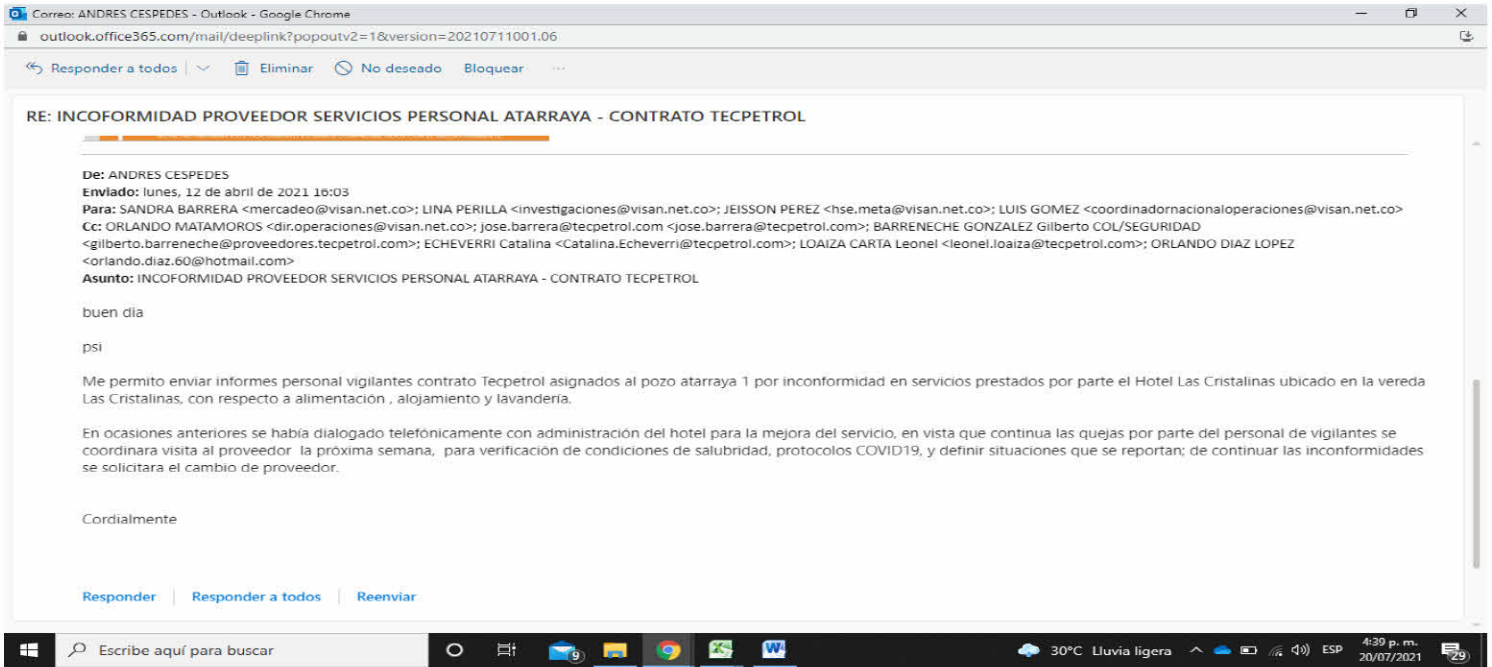 Correo: ANDRES CESPEDES - Outlook - Google Chrome
outlook.office365.com/mail/deeplink?popoutv2=1&version=20210711001.06
Responder a todos Eliminar No deseado Bloquear ...
RE: INCOFORMIDAD PROVEEDOR SERVICIOS PERSONAL ATARRAYA - CONTRATO TECPETROL
De: ANDRES CESPEDES
Enviado: lunes, 12 de abril de 2021 16:03
Para: SANDRA BARRERA <mercadeo@visan.net.co>; LINA PERILLA <investigaciones@visan.net.co>; JEISSON PEREZ <hse.meta@visan.net.co>; LUIS GOMEZ <coordinadornacionaloperaciones@visan.net.co>
Cc: ORLANDO MATAMOROS <dir.operaciones@visan.net.co>; jose.barrera@tecpetrol.com <jose.barrera@tecpetrol.com>; BARRENECHE GONZALEZ Gilberto COL/SEGURIDAD
<gilberto.barreneche@proveedores.tecpetrol.com>; ECHEVERRI Catalina <Catalina.Echeverri@tecpetrol.com>; LOAIZA CARTA Leonel <leonel.loaiza@tecpetrol.com>; ORLANDO DIAZ LOPEZ
<orlando.diaz.60@hotmail.com>
Asunto: INCOFORMIDAD PROVEEDOR SERVICIOS PERSONAL ATARRAYA - CONTRATO TECPETROL
buen dia
psi
Me permito enviar informes personal vigilantes contrato Tecpetrol asignados al pozo atarraya 1 por inconformidad en servicios prestados por parte el Hotel Las Cristalinas ubicado en la vereda
Las Cristalinas, con respecto a alimentación , alojamiento y lavandería.
En ocasiones anteriores se había dialogado telefónicamente con administración del hotel para la mejora del servicio, en vista que continua las quejas por parte del personal de vigilantes se
coordinara visita al proveedor la próxima semana, para verificación de condiciones de salubridad, protocolos COVID19, y definir situaciones que se reportan; de continuar las inconformidades
se solicitara el cambio de proveedor.
Cordialmente
Responder Responder a todos Reenviar
Escribe aquí para buscar
9
30°C Lluvia ligera
ESP
4:39 p. m.
20/07/2021
29